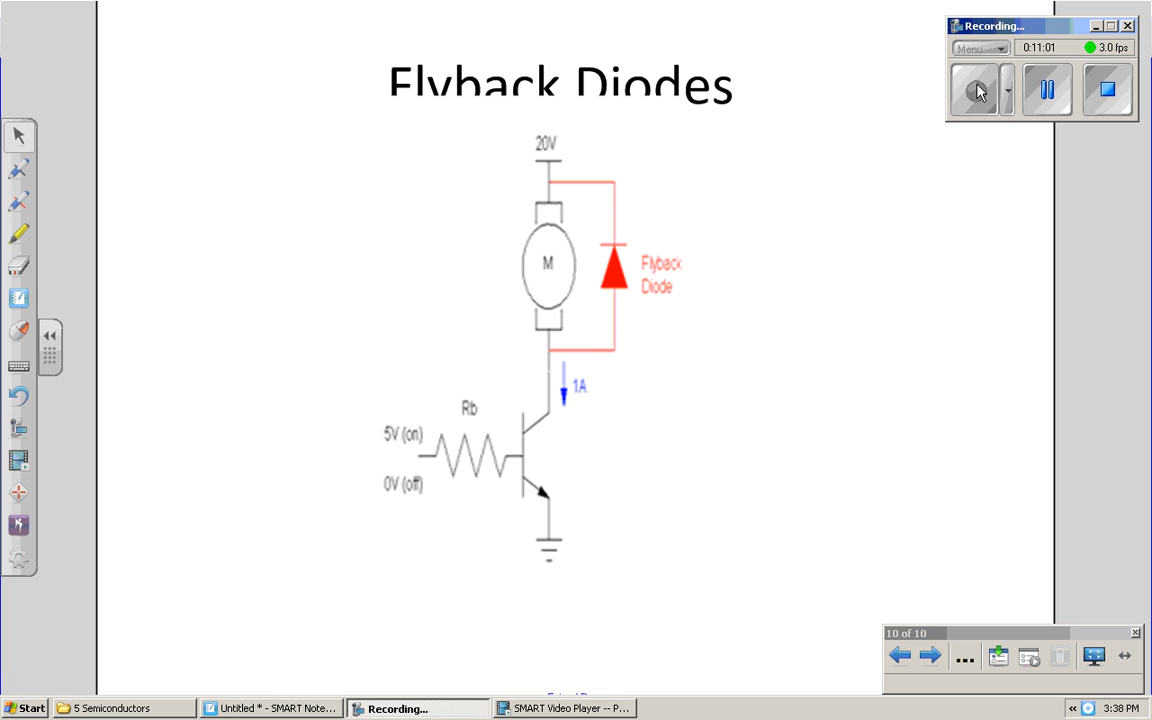 Recording...
Menu
0:11:01
3.0 fps
Flyback Diodes
20V
M
Flyback
Diode
1A
Rb
5V (on)
0V (off)
10 of 10
...
Start
5 Semiconductors
Untitled * - SMART Note...
Recording...
SMART Video Player -- P...
«
3:38 PM